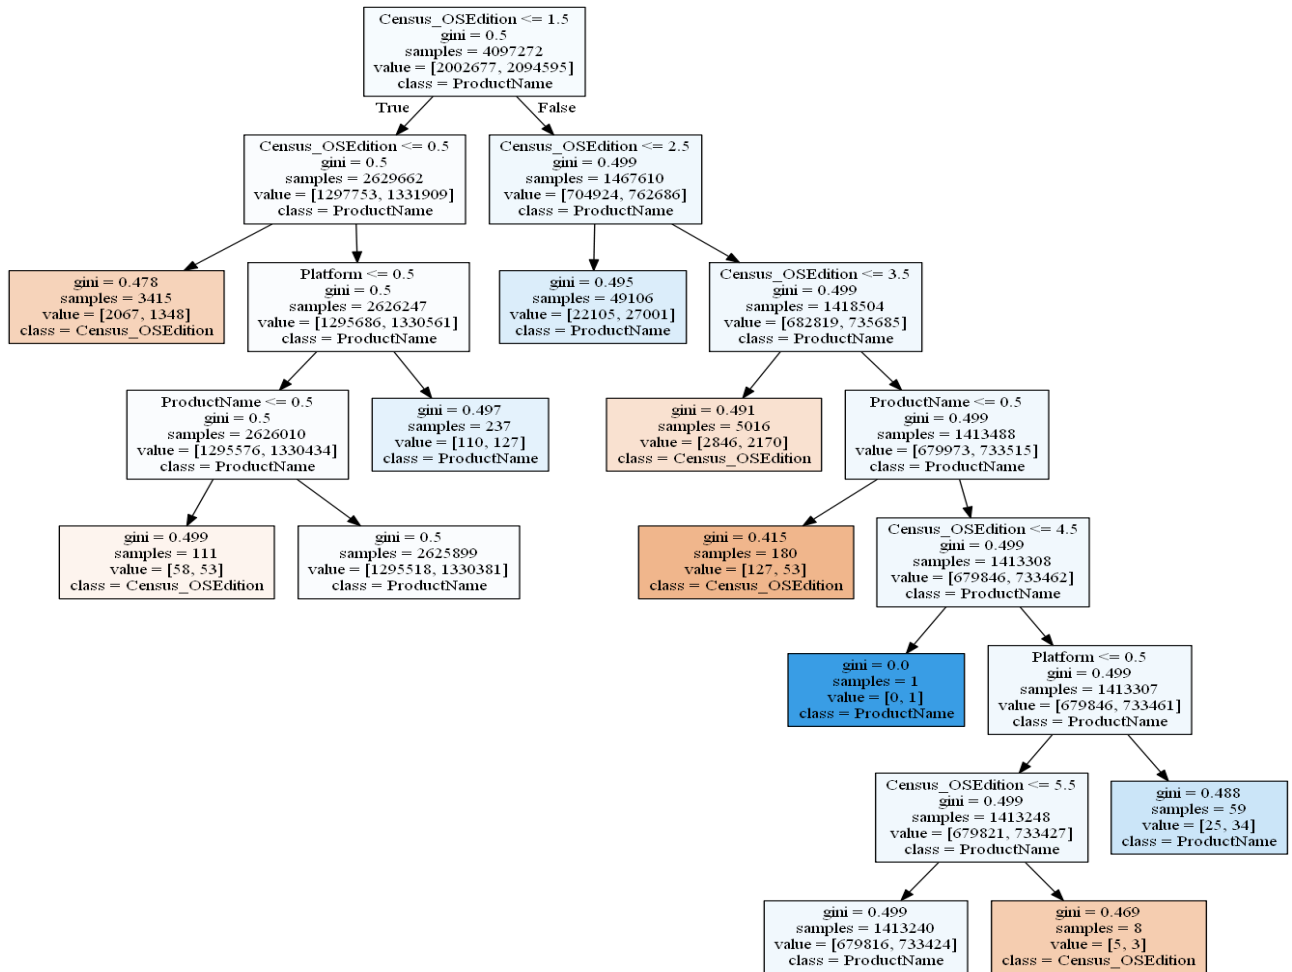 Census_OSEdition <= 1.5
gini = 0.5
samples = 4097272
value = [2002677, 2094595]
class = ProductName
True
False
Census_OSEdition <= 0.5
gini = 0.5
samples = 2629662
value = [1297753, 1331909]
class = ProductName
Census_OSEdition <= 2.5
gini = 0.499
samples = 1467610
value = [704924, 762686]
class = ProductName
gini = 0.478
samples = 3415
value = [2067, 1348]
class = Census_OSEdition
Platform <= 0.5
gini = 0.5
samples = 2626247
value = [1295686, 1330561]
class = ProductName
gini = 0.495
samples = 49106
value = [22105, 27001]
class = ProductName
Census_OSEdition <= 3.5
gini = 0.499
samples = 1418504
value = [682819, 735685]
class = ProductName
ProductName <= 0.5
gini = 0.5
samples = 2626010
value = [1295576, 1330434]
class = ProductName
gini = 0.497
samples = 237
value = [110, 127]
class = ProductName
gini = 0.491
samples = 5016
value = [2846, 2170]
class = Census_OSEdition
ProductName <= 0.5
gini = 0.499
samples = 1413488
value = [679973, 733515]
class = ProductName
gini = 0.499
samples = 111
value = [58, 53]
class = Census_OSEdition
gini = 0.5
samples = 2625899
value = [1295518, 1330381]
class = ProductName
gini = 0.415
samples = 180
value = [127, 53]
class = Census_OSEdition
Census_OSEdition <= 4.5
gini = 0.499
samples = 1413308
value = [679846, 733462]
class = ProductName
gini = 0.0
samples = 1
value = [0, 1]
class = ProductName
Platform <= 0.5
gini = 0.499
samples = 1413307
value = [679846, 733461]
class = ProductName
Census_OSEdition <= 5.5
gini = 0.499
samples = 1413248
value = [679821, 733427]
class = ProductName
gini = 0.488
samples = 59
value = [25, 34]
class = ProductName
gini = 0.499
samples = 1413240
value = [679816, 733424]
class = ProductName
gini = 0.469
samples = 8
value = [5, 3]
class = Census_OSEdition